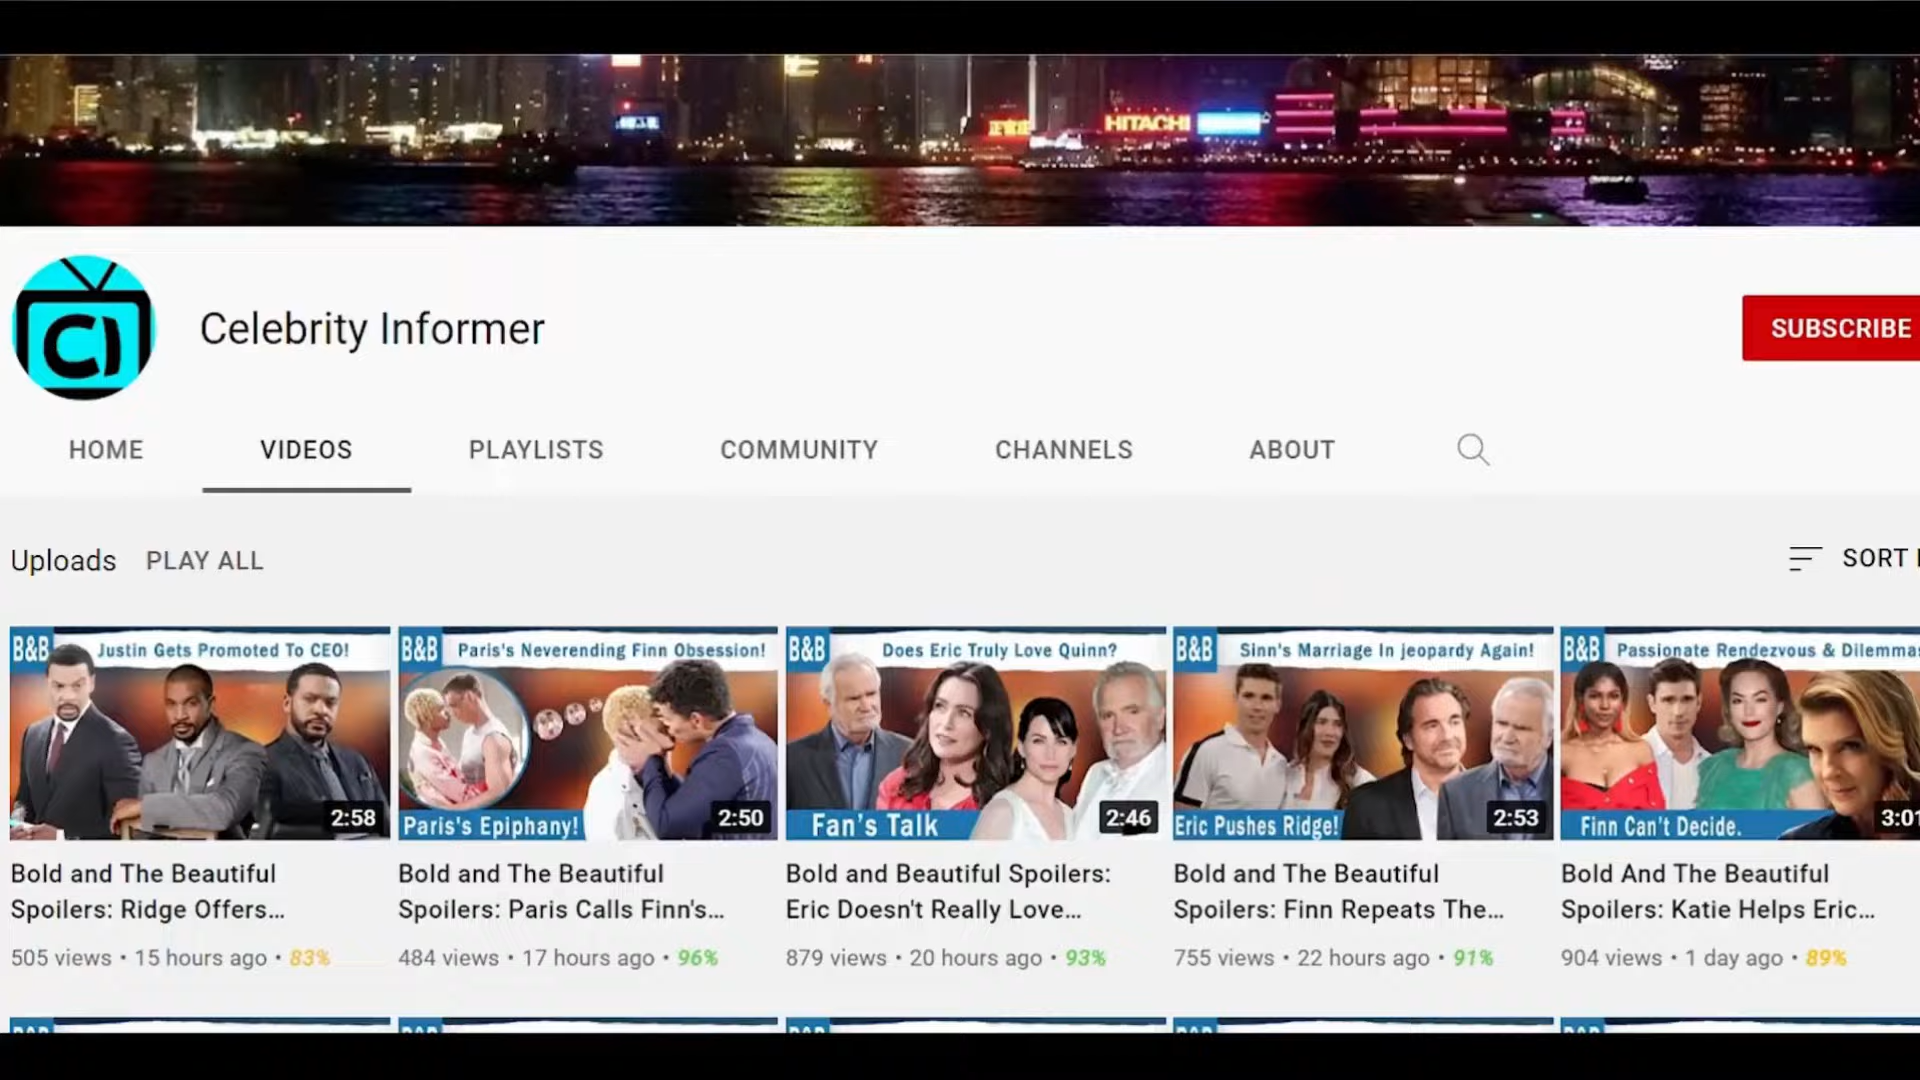 正官庄 HITACHI
CI
Celebrity Informer
SUBSCRIBE
HOME VIDEOS PLAYLISTS COMMUNITY CHANNELS ABOUT
Uploads PLAY ALL
SORT
B&B Justin Gets Promoted To CEO!
2:58
B&B Paris's Neverending Finn Obsession!
Paris's Epiphany! 2:50
B&B Does Eric Truly Love Quinn?
Fan's Talk 2:46
B&B Sinn's Marriage In jeopardy Again!
Eric Pushes Ridge! 2:53
B&B Passionate Rendezvous & Dilemmas
Finn Can't Decide. 3:01
Bold and The Beautiful
Spoilers: Ridge Offers...
505 views • 15 hours ago • 83%
Bold and The Beautiful
Spoilers: Paris Calls Finn's...
484 views • 17 hours ago • 96%
Bold and Beautiful Spoilers:
Eric Doesn't Really Love...
879 views • 20 hours ago • 93%
Bold and The Beautiful
Spoilers: Finn Repeats The...
755 views • 22 hours ago • 91%
Bold And The Beautiful
Spoilers: Katie Helps Eric...
904 views • 1 day ago • 89%